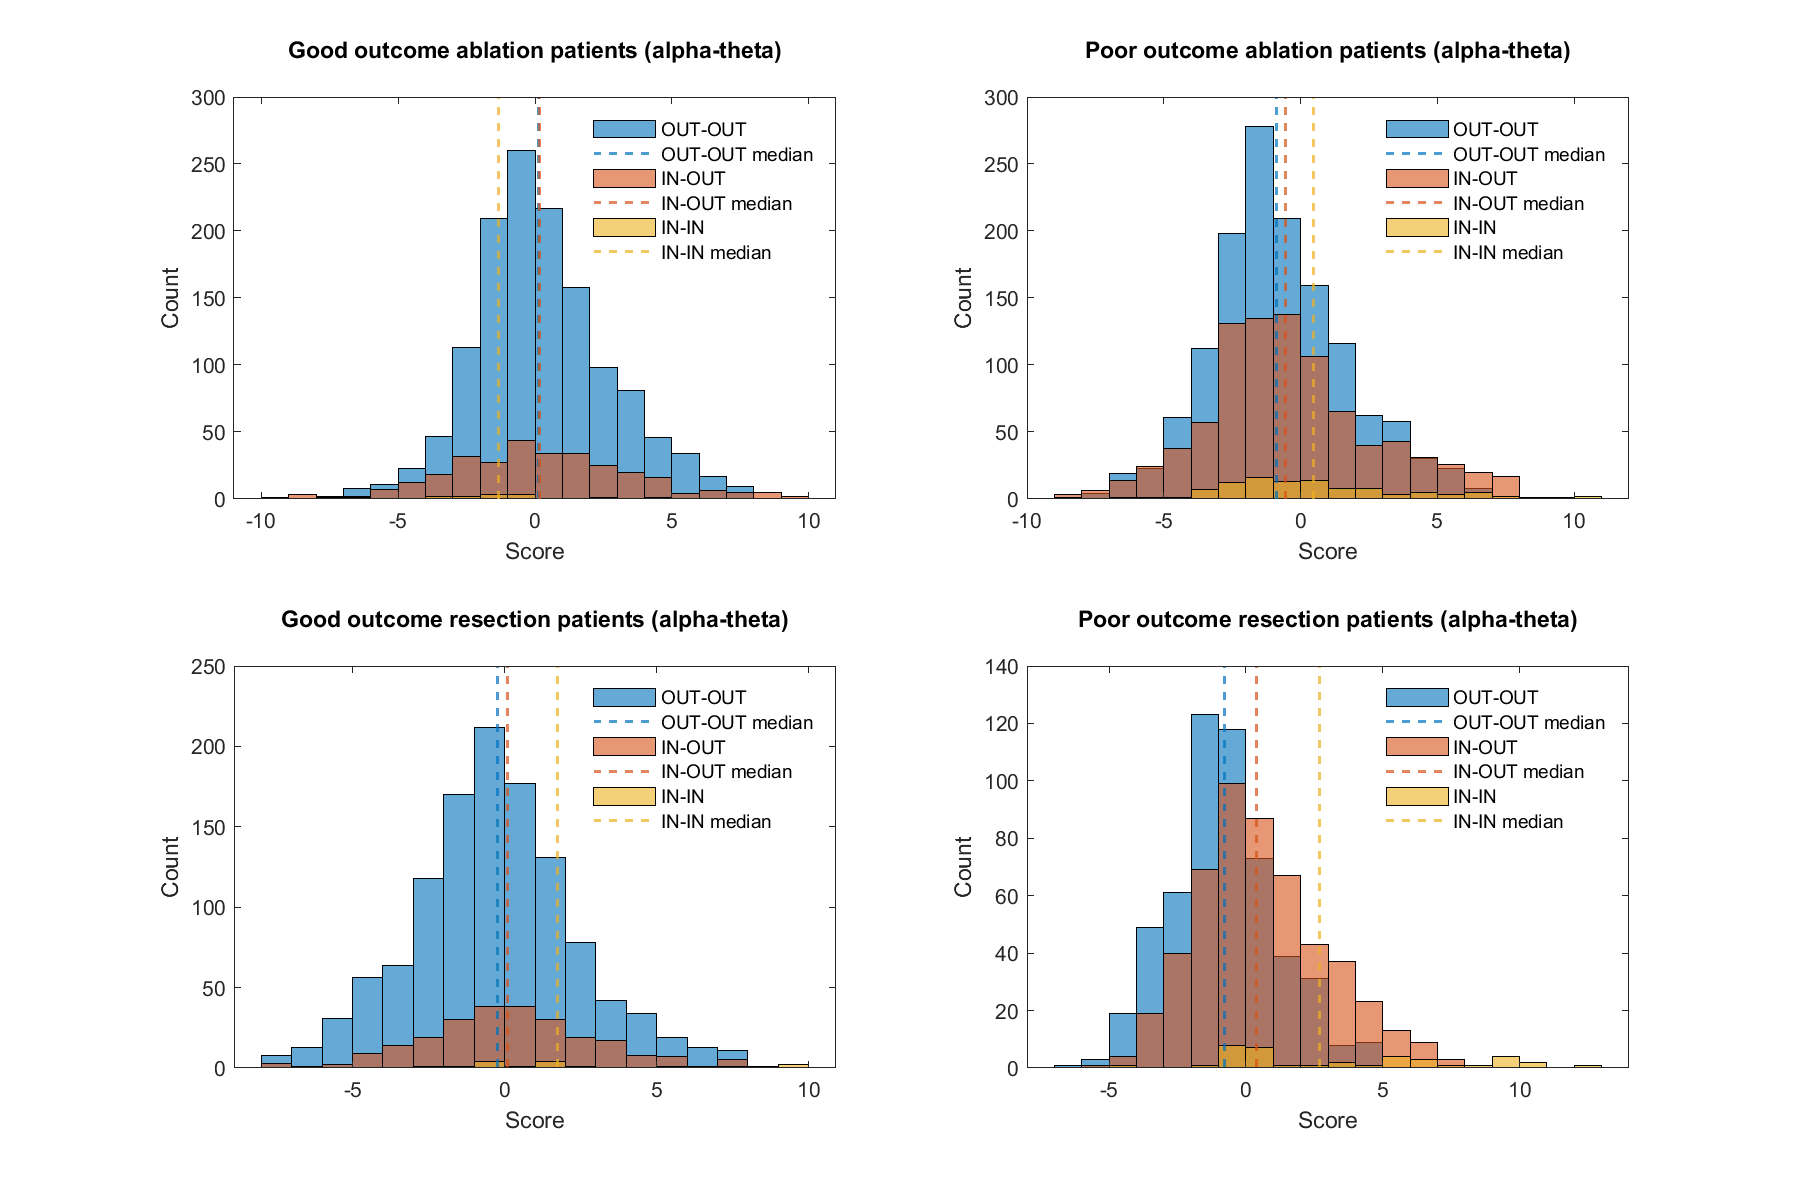 Good outcome ablation patients (alpha-theta)
300
250
200
150
100
50
0
Count
-10
-5
0
5
10
Score
OUT-OUT
OUT-OUT median
IN-OUT
IN-OUT median
IN-IN
IN-IN median
Poor outcome ablation patients (alpha-theta)
300
250
200
150
100
50
0
Count
-10
-5
0
5
10
Score
OUT-OUT
OUT-OUT median
IN-OUT
IN-OUT median
IN-IN
IN-IN median
Good outcome resection patients (alpha-theta)
250
200
150
100
50
0
Count
-5
0
5
10
Score
OUT-OUT
OUT-OUT median
IN-OUT
IN-OUT median
IN-IN
IN-IN median
Poor outcome resection patients (alpha-theta)
140
120
100
80
60
40
20
0
Count
-5
0
5
10
Score
OUT-OUT
OUT-OUT median
IN-OUT
IN-OUT median
IN-IN
IN-IN median